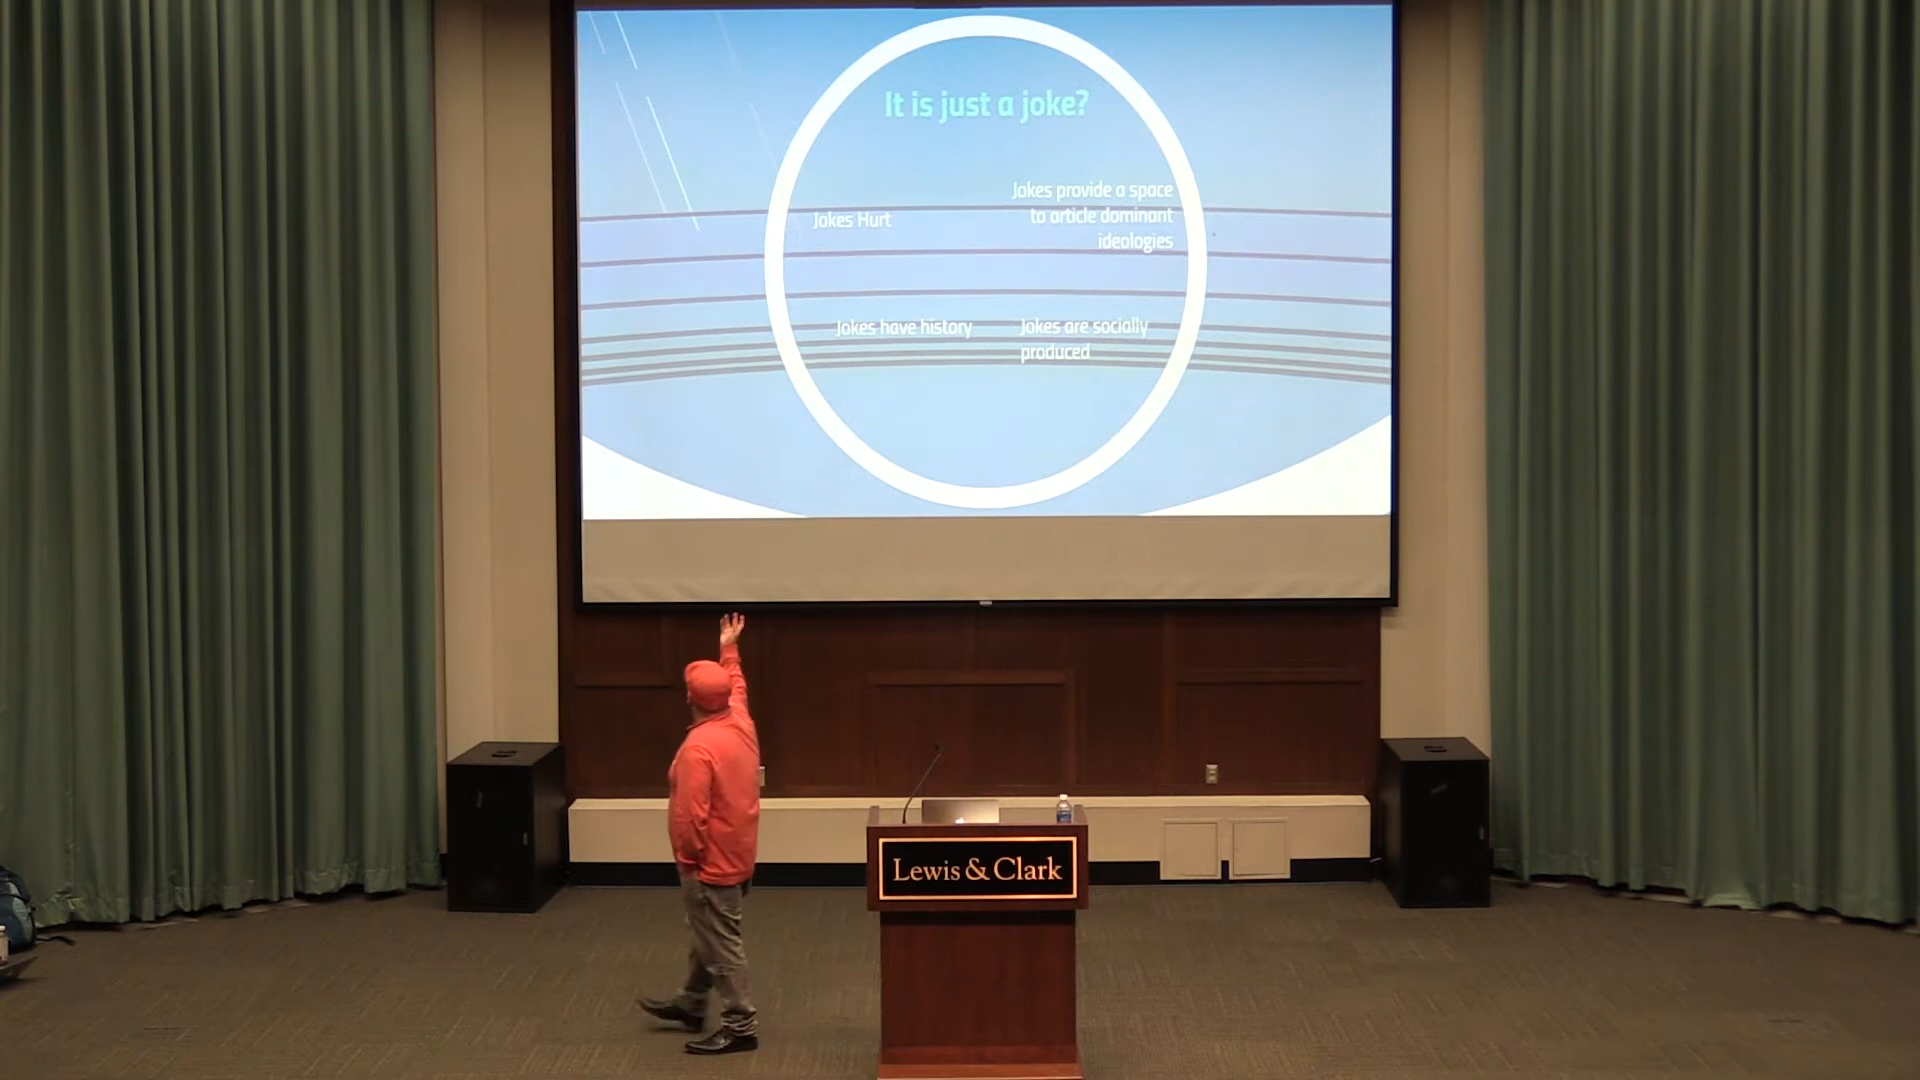 It is just a joke?
Jokes Hurt
Jokes provide a space
to article dominant
ideologies
Jokes have history
Jokes are socially
produced
Lewis & Clark